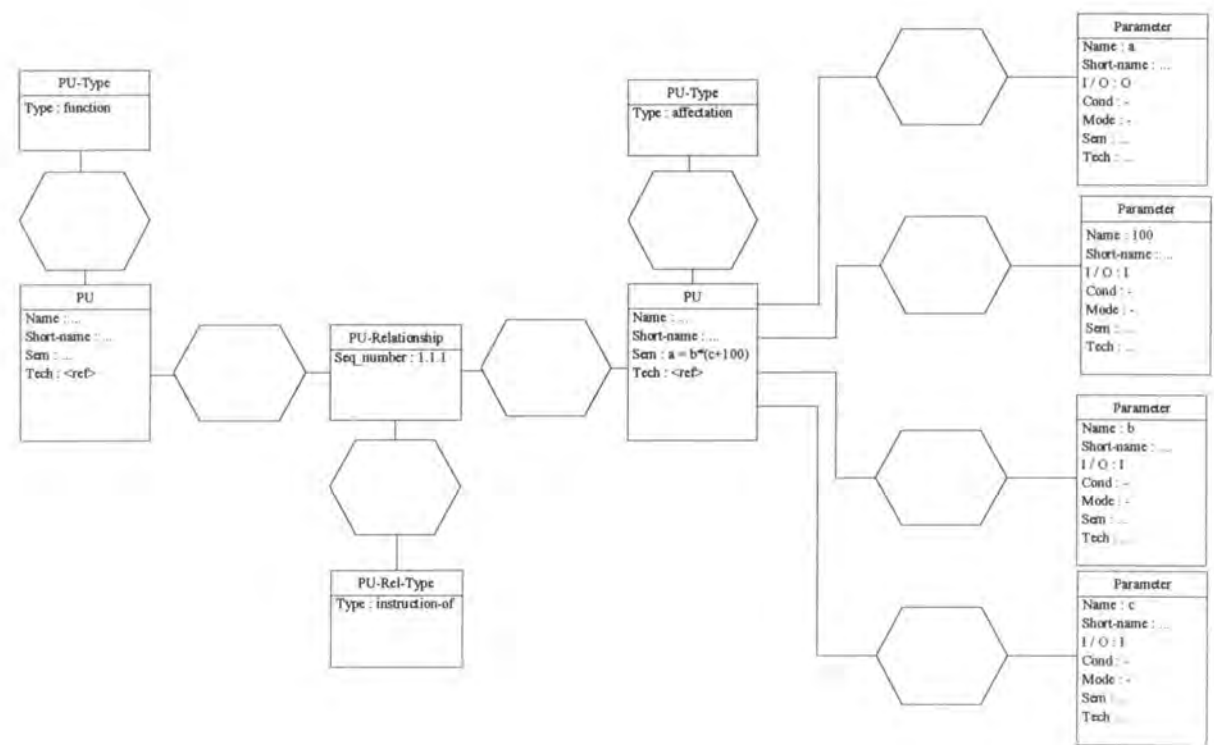 PU-Type
Type : function
PU
Name : ...
Short-name : ...
Sem : ...
Tech : <ref>
PU-Relationship
Seq_number : 1.1.1
PU-Rel-Type
Type : instruction-of
PU-Type
Type : affectation
PU
Name : ...
Short-name : ...
Sem : a = b*(c+100)
Tech : <ref>
Parameter
Name : a
Short-name : ...
I / O : O
Cond : -
Mode : -
Sem : ...
Tech : ...
Parameter
Name : 100
Short-name : ...
I / O : I
Cond : -
Mode : -
Sem : ...
Tech : ...
Parameter
Name : b
Short-name : ...
I / O : I
Cond : -
Mode : -
Sem : ...
Tech : ...
Parameter
Name : c
Short-name : ...
I / O : I
Cond : -
Mode : -
Sem : ...
Tech ...